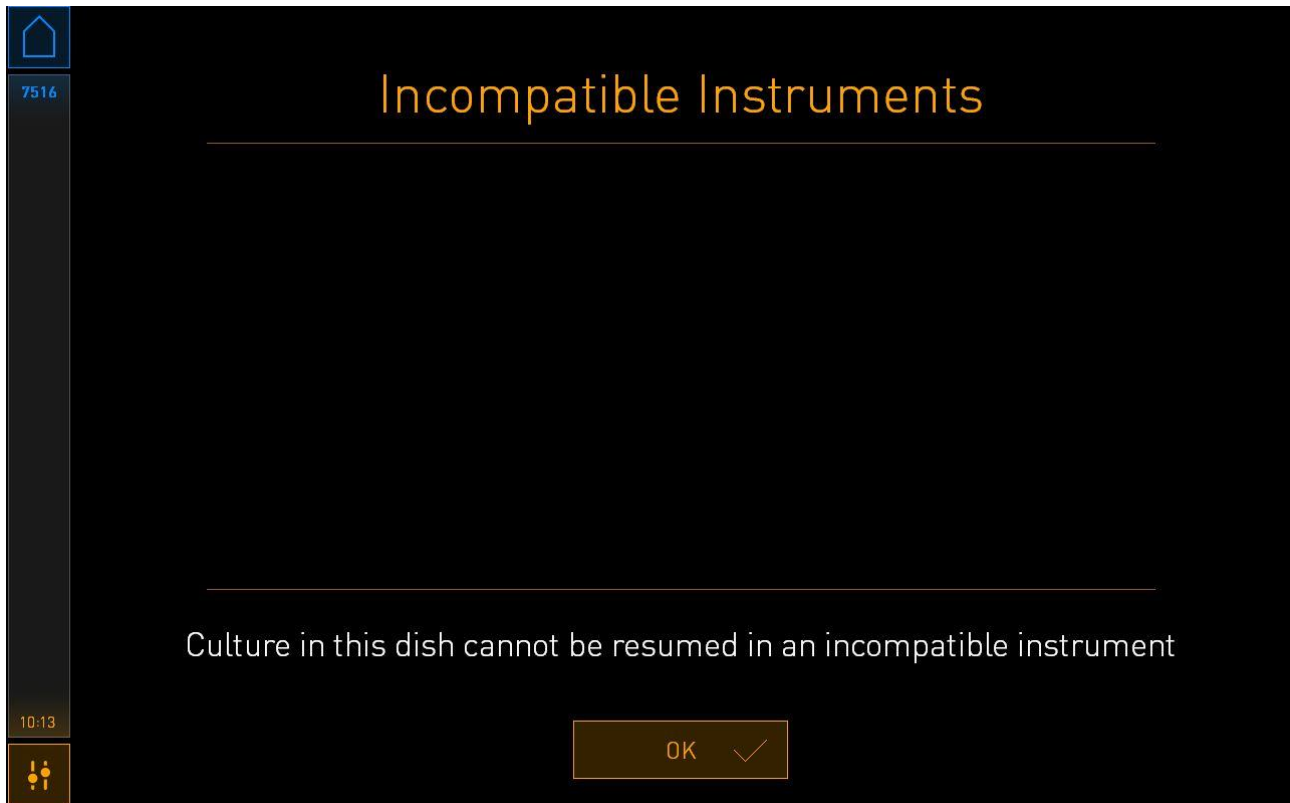 7516
Incompatible Instruments
Culture in this dish cannot be resumed in an incompatible instrument
10:13
OK